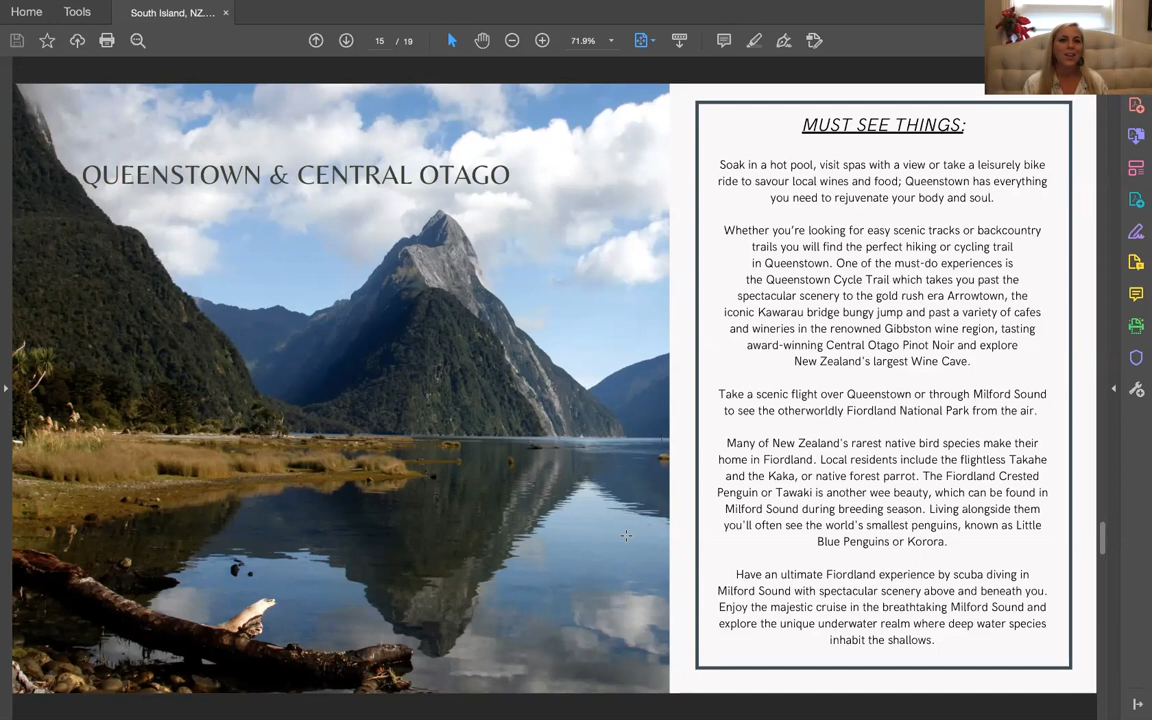 Home
Tools
South Island, NZ....
×
15 / 19
71.9%
QUEENSTOWN & CENTRAL OTAGO
MUST SEE THINGS:
Soak in a hot pool, visit spas with a view or take a leisurely bike
ride to savour local wines and food; Queenstown has everything
you need to rejuvenate your body and soul.
Whether you're looking for easy scenic tracks or backcountry
trails you will find the perfect hiking or cycling trail
in Queenstown. One of the must-do experiences is
the Queenstown Cycle Trail which takes you past the
spectacular scenery to the gold rush era Arrowtown, the
iconic Kawarau bridge bungy jump and past a variety of cafes
and wineries in the renowned Gibbston wine region, tasting
award-winning Central Otago Pinot Noir and explore
New Zealand's largest Wine Cave.
Take a scenic flight over Queenstown or through Milford Sound
to see the otherworldly Fiordland National Park from the air.
Many of New Zealand's rarest native bird species make their
home in Fiordland. Local residents include the flightless Takahe
and the Kaka, or native forest parrot. The Fiordland Crested
Penguin or Tawaki is another wee beauty, which can be found in
Milford Sound during breeding season. Living alongside them
you'll often see the world's smallest penguins, known as Little
Blue Penguins or Korora.
Have an ultimate Fiordland experience by scuba diving in
Milford Sound with spectacular scenery above and beneath you.
Enjoy the majestic cruise in the breathtaking Milford Sound and
explore the unique underwater realm where deep water species
inhabit the shallows.